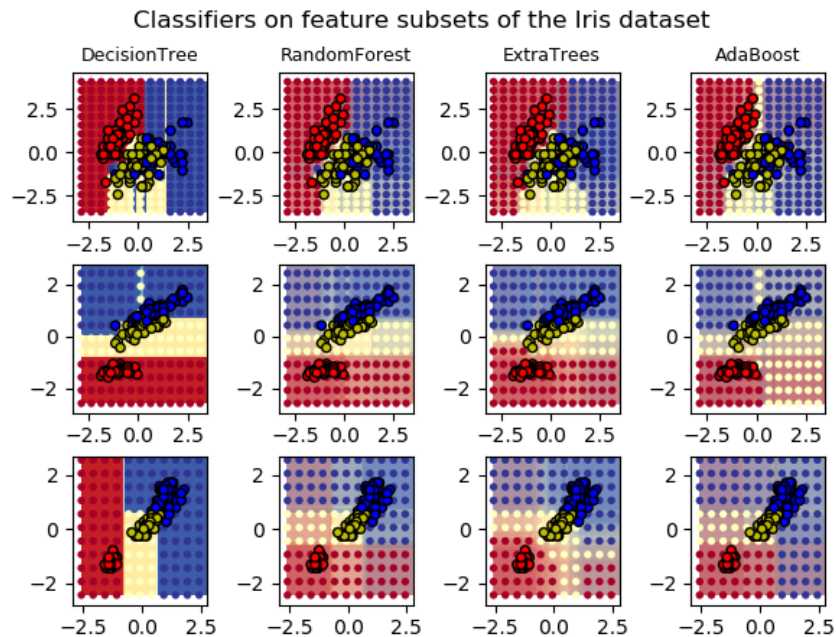 Classifiers on feature subsets of the Iris dataset
DecisionTree RandomForest ExtraTrees AdaBoost
2.5 2.5 2.5 2.5
0.0 0.0 0.0 0.0
−2.5 −2.5 −2.5 −2.5
−2.5 0.0 2.5 −2.5 0.0 2.5 −2.5 0.0 2.5 −2.5 0.0 2.5
2 2 2 2
0 0 0 0
−2 −2 −2 −2
−2.5 0.0 2.5 −2.5 0.0 2.5 −2.5 0.0 2.5 −2.5 0.0 2.5
2 2 2 2
0 0 0 0
−2 −2 −2 −2
−2.5 0.0 2.5 −2.5 0.0 2.5 −2.5 0.0 2.5 −2.5 0.0 2.5